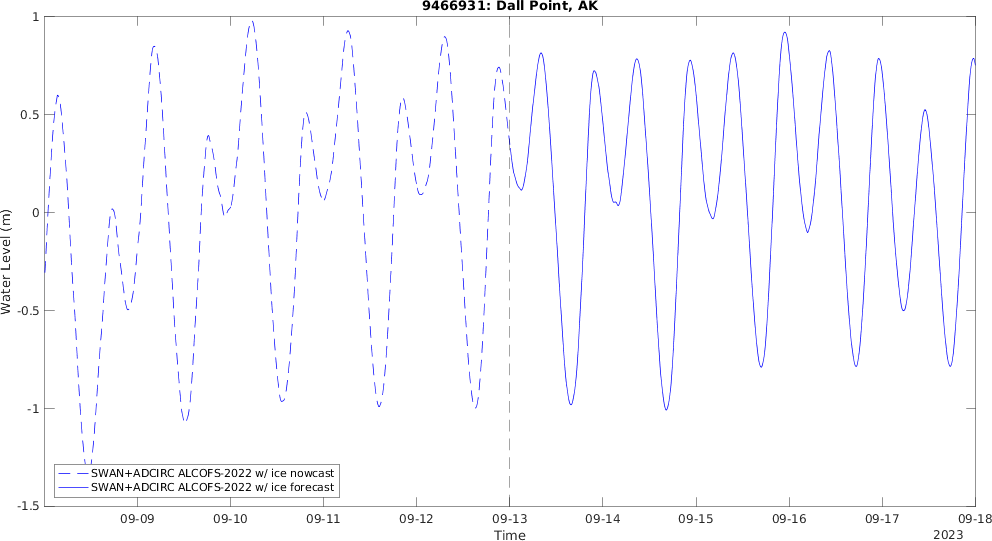 9466931: Dall Point, AK
Water Level (m)
1
0.5
0
-0.5
-1
-1.5
SWAN+ADCIRC ALCOFS-2022 w/ ice nowcast
SWAN+ADCIRC ALCOFS-2022 w/ ice forecast
09-09 09-10 09-11 09-12 09-13 09-14 09-15 09-16 09-17 09-18
Time
2023